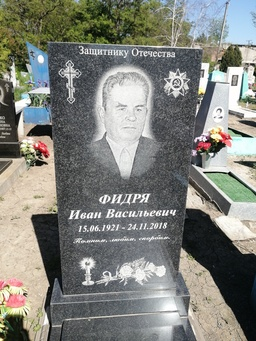 Защитнику Отечества
ФИДРЯ
Иван Васильевич
15.06.1921 - 24.11.2018
Помним, любим, скорбим.